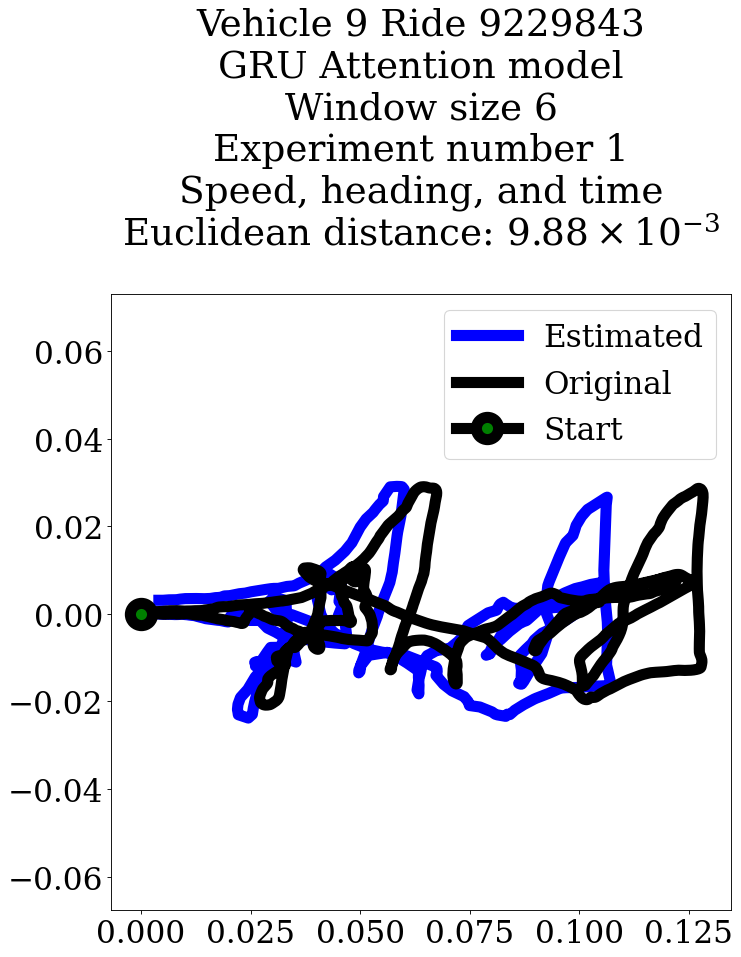 Vehicle 9 Ride 9229843
GRU Attention model
Window size 6
Experiment number 1
Speed, heading, and time
Euclidean distance: 9.88 × 10⁻³
Estimated
Original
Start
0.06
0.04
0.02
0.00
−0.02
−0.04
−0.06
0.000 0.025 0.050 0.075 0.100 0.125